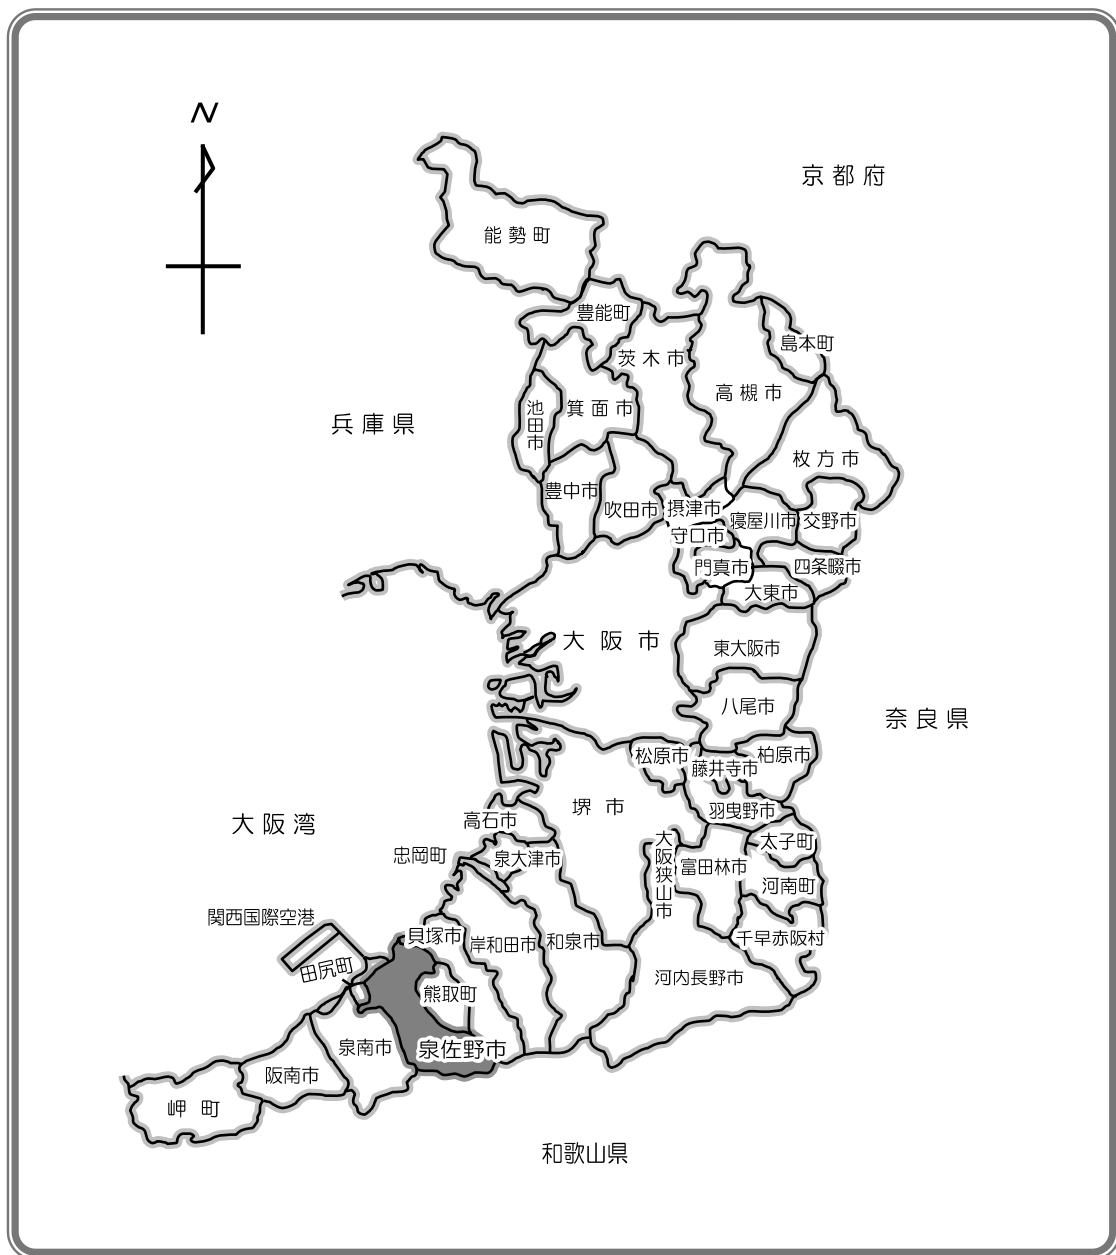 N
京都府
能勢町
豊能町
島本町
茨木市
高槻市
箕面市
池田市
兵庫県
枚方市
豊中市
吹田市
摂津市
寝屋川市
交野市
守口市
門真市
四条畷市
大東市
大阪市
東大阪市
八尾市
奈良県
松原市
藤井寺市
柏原市
堺市
羽曳野市
高石市
大阪湾
太子町
忠岡町
泉大津市
大阪狭山市
富田林市
河南町
関西国際空港
貝塚市
岸和田市
和泉市
千早赤阪村
田尻町
河内長野市
熊取町
泉南市
泉佐野市
阪南市
岬町
和歌山県